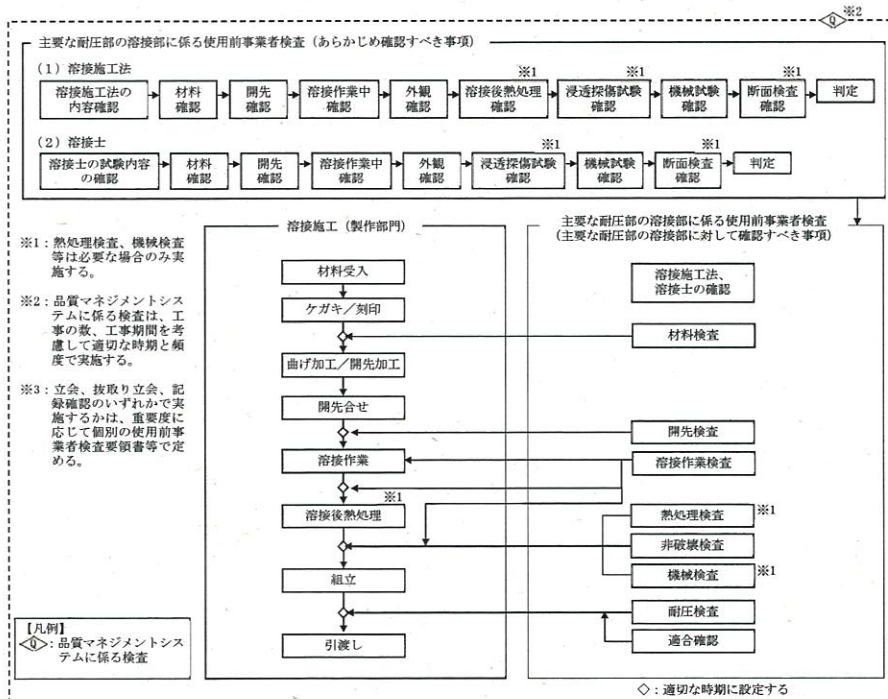 ※2
Q
主要な耐圧部の溶接部に係る使用前事業者検査(あらかじめ確認すべき事項)
(1)溶接施工法
※1
※1
※1
溶接施工法の
内容確認
材料
確認
開先
確認
溶接作業中
確認
外観
確認
溶接後熱処理
確認
浸透探傷試験
確認
機械試験
確認
断面検査
確認
判定
(2)溶接士
※1
※1
溶接士の試験内容
の確認
材料
確認
開先
確認
溶接作業中
確認
外観
確認
浸透探傷試験
確認
機械試験
確認
断面検査
確認
判定
※1:熱処理検査、機械検査
等は必要な場合のみ実
施する。
※2:品質マネジメントシス
テムに係る検査は、工
事の数、工事期間を考
慮して適切な時期と頻
度で実施する。
※3:立会、抜取り立会、記
録確認のいずれかで実
施するかは、重要度に
応じて個別の使用前事
業者検査要領書等で定
める。
溶接施工(製作部門)
材料受入
ケガキ/刻印
曲げ加工/開先加工
開先合せ
溶接作業
※1
溶接後熱処理
組立
引渡し
主要な耐圧部の溶接部に係る使用前事業者検査
(主要な耐圧部の溶接部に対して確認すべき事項)
溶接施工法、
溶接士の確認
材料検査
開先検査
溶接作業検査
熱処理検査
※1
非破壊検査
機械検査
※1
耐圧検査
適合確認
【凡例】
Q:品質マネジメントシス
テムに係る検査
◇:適切な時期に設定する